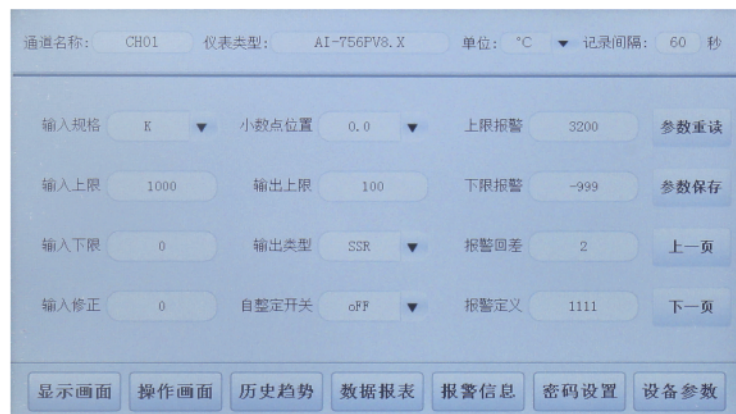 通道名称: CH01 仪表类型: AI-756PV8.X 单位: °C ▼ 记录间隔: 60 秒
输入规格 K ▼ 小数点位置 0.0 ▼ 上限报警 3200 参数重读
输入上限 1000 输出上限 100 下限报警 -999 参数保存
输入下限 0 输出类型 SSR ▼ 报警回差 2 上一页
输入修正 0 自整定开关 oFF ▼ 报警定义 1111 下一页
显示画面 操作画面 历史趋势 数据报表 报警信息 密码设置 设备参数